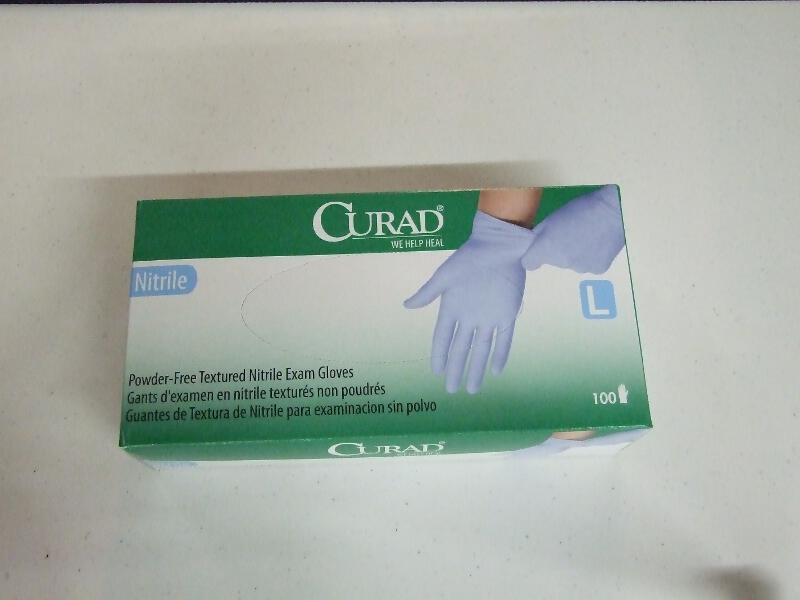 CURAD®
WE HELP HEAL
Nitrile
L
Powder-Free Textured Nitrile Exam Gloves
Gants d'examen en nitrile texturés non poudrés
Guantes de Textura de Nitrile para examinacion sin polvo
100
CURAD®